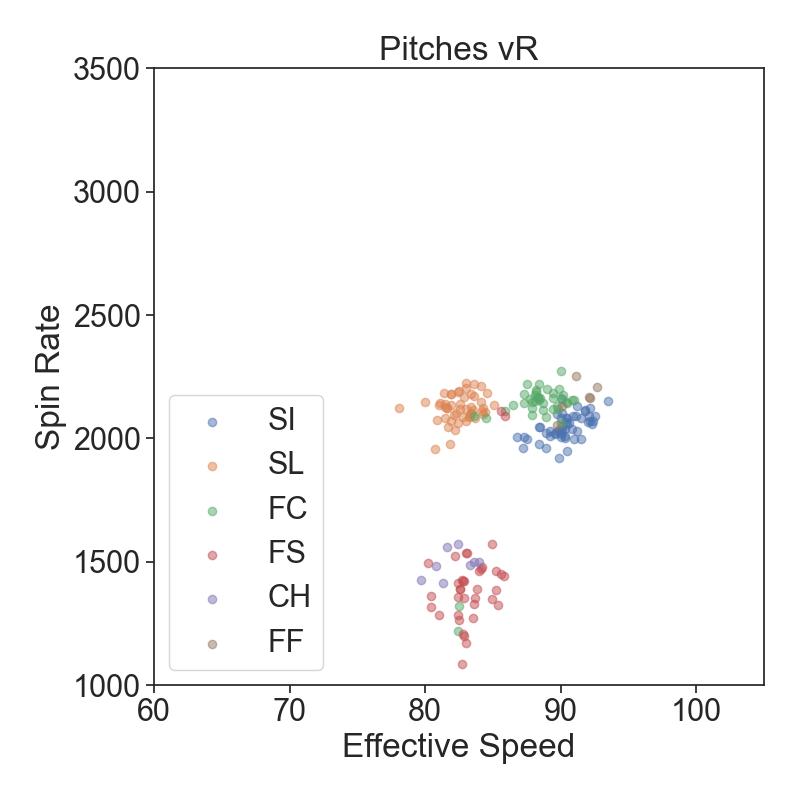 Pitches vR
3500
3000
2500
2000
1500
1000
Spin Rate
SI
SL
FC
FS
CH
FF
60 70 80 90 100
Effective Speed